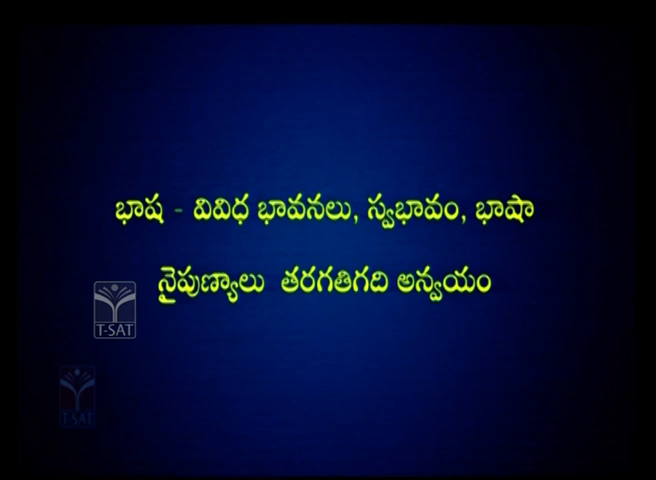 భాష - వివిధ భావనలు, స్వభావం, భాషా
నైపుణ్యాలు తరగతిగది అన్వయం
T-SAT
T-SAT